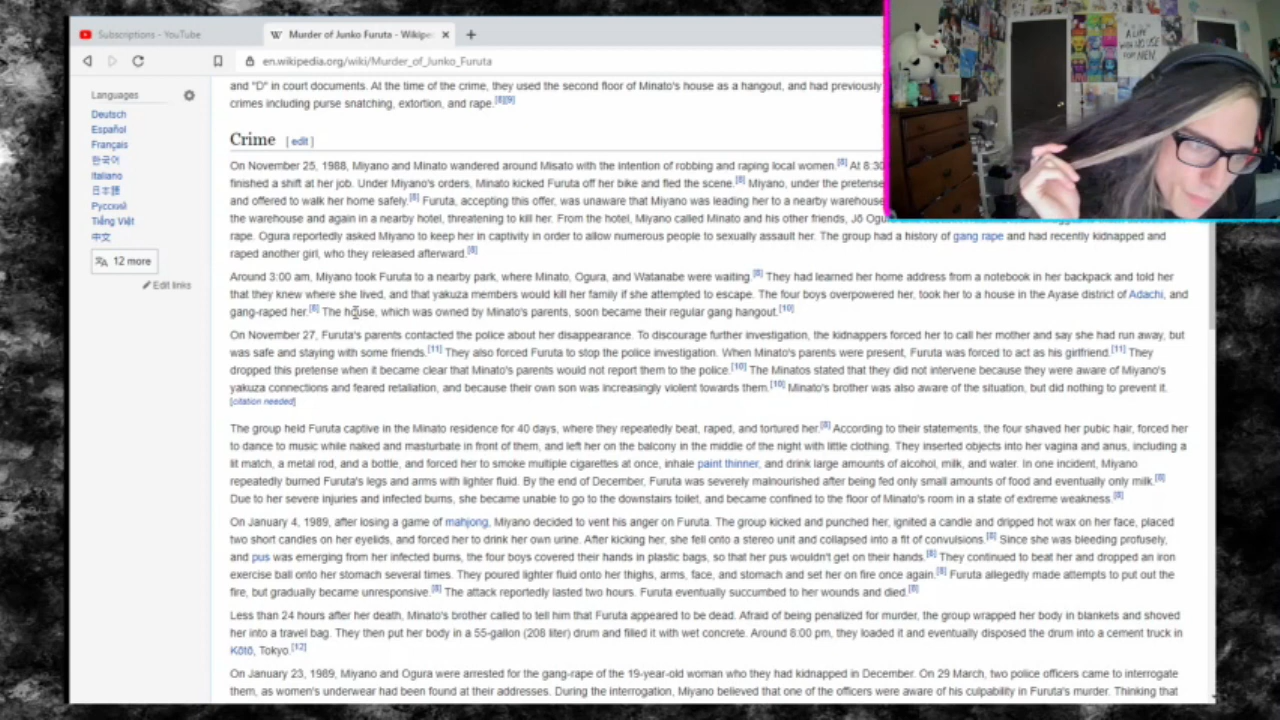 Subscriptions - YouTube
Murder of Junko Furuta - Wikipe
en.wikipedia.org/wiki/Murder_of_Junko_Furuta
A LIFE
WITH NO USE
FOR MEN
Languages
Deutsch
Español
Français
한국어
Italiano
日本語
Русский
Tiếng Việt
中文
12 more
Edit links
and "D" in court documents. At the time of the crime, they used the second floor of Minato's house as a hangout, and had previously
crimes including purse snatching, extortion, and rape.[8][9]
Crime [ edit ]
On November 25, 1988, Miyano and Minato wandered around Misato with the intention of robbing and raping local women.[8] At 8:30
finished a shift at her job. Under Miyano's orders, Minato kicked Furuta off her bike and fled the scene.[8] Miyano, under the pretense
and offered to walk her home safely.[8] Furuta, accepting this offer, was unaware that Miyano was leading her to a nearby warehouse
the warehouse and again in a nearby hotel, threatening to kill her. From the hotel, Miyano called Minato and his other friends, Jō Ogu
rape. Ogura reportedly asked Miyano to keep her in captivity in order to allow numerous people to sexually assault her. The group had a history of gang rape and had recently kidnapped and
raped another girl, who they released afterward.[8]
Around 3:00 am, Miyano took Furuta to a nearby park, where Minato, Ogura, and Watanabe were waiting.[8] They had learned her home address from a notebook in her backpack and told her
that they knew where she lived, and that yakuza members would kill her family if she attempted to escape. The four boys overpowered her, took her to a house in the Ayase district of Adachi, and
gang-raped her.[8] The house, which was owned by Minato's parents, soon became their regular gang hangout.[10]
On November 27, Furuta's parents contacted the police about her disappearance. To discourage further investigation, the kidnappers forced her to call her mother and say she had run away, but
was safe and staying with some friends.[11] They also forced Furuta to stop the police investigation. When Minato's parents were present, Furuta was forced to act as his girlfriend.[11] They
dropped this pretense when it became clear that Minato's parents would not report them to the police.[10] The Minatos stated that they did not intervene because they were aware of Miyano's
yakuza connections and feared retaliation, and because their own son was increasingly violent towards them.[10] Minato's brother was also aware of the situation, but did nothing to prevent it.
[citation needed]
The group held Furuta captive in the Minato residence for 40 days, where they repeatedly beat, raped, and tortured her.[8] According to their statements, the four shaved her pubic hair, forced her
to dance to music while naked and masturbate in front of them, and left her on the balcony in the middle of the night with little clothing. They inserted objects into her vagina and anus, including a
lit match, a metal rod, and a bottle, and forced her to smoke multiple cigarettes at once, inhale paint thinner, and drink large amounts of alcohol, milk, and water. In one incident, Miyano
repeatedly burned Furuta's legs and arms with lighter fluid. By the end of December, Furuta was severely malnourished after being fed only small amounts of food and eventually only milk.[8]
Due to her severe injuries and infected burns, she became unable to go to the downstairs toilet, and became confined to the floor of Minato's room in a state of extreme weakness.[8]
On January 4, 1989, after losing a game of mahjong, Miyano decided to vent his anger on Furuta. The group kicked and punched her, ignited a candle and dripped hot wax on her face, placed
two short candles on her eyelids, and forced her to drink her own urine. After kicking her, she fell onto a stereo unit and collapsed into a fit of convulsions.[8] Since she was bleeding profusely,
and pus was emerging from her infected burns, the four boys covered their hands in plastic bags, so that her pus wouldn't get on their hands.[8] They continued to beat her and dropped an iron
exercise ball onto her stomach several times. They poured lighter fluid onto her thighs, arms, face, and stomach and set her on fire once again.[8] Furuta allegedly made attempts to put out the
fire, but gradually became unresponsive.[8] The attack reportedly lasted two hours. Furuta eventually succumbed to her wounds and died.[8]
Less than 24 hours after her death, Minato's brother called to tell him that Furuta appeared to be dead. Afraid of being penalized for murder, the group wrapped her body in blankets and shoved
her into a travel bag. They then put her body in a 55-gallon (208 liter) drum and filled it with wet concrete. Around 8:00 pm, they loaded it and eventually disposed the drum into a cement truck in
Kōtō, Tokyo.[12]
On January 23, 1989, Miyano and Ogura were arrested for the gang-rape of the 19-year-old woman who they had kidnapped in December. On 29 March, two police officers came to interrogate
them, as women's underwear had been found at their addresses. During the interrogation, Miyano believed that one of the officers were aware of his culpability in Furuta's murder. Thinking that